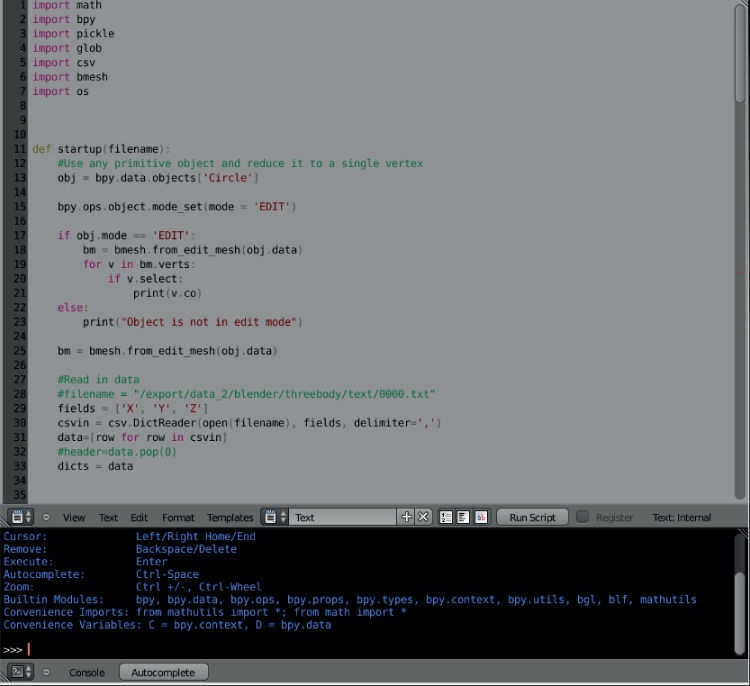 1 import math
2 import bpy
3 import pickle
4 import glob
5 import csv
6 import bmesh
7 import os
8
9
10
11 def startup(filename):
12     #Use any primitive object and reduce it to a single vertex
13     obj = bpy.data.objects['Circle']
14
15     bpy.ops.object.mode_set(mode = 'EDIT')
16
17     if obj.mode == 'EDIT':
18         bm = bmesh.from_edit_mesh(obj.data)
19         for v in bm.verts:
20             if v.select:
21                 print(v.co)
22     else:
23         print("Object is not in edit mode")
24
25     bm = bmesh.from_edit_mesh(obj.data)
26
27     #Read in data
28     #filename = "/export/data_2/blender/threebody/text/0000.txt"
29     fields = ['X', 'Y', 'Z']
30     csvin = csv.DictReader(open(filename), fields, delimiter=',')
31     data=[row for row in csvin]
32     #header=data.pop(0)
33     dicts = data
34
35
View Text Edit Format Templates Text Run Script Register Text: Internal
Cursor: Left/Right Home/End
Remove: Backspace/Delete
Execute: Enter
Autocomplete: Ctrl-Space
Zoom: Ctrl +/-, Ctrl-Wheel
Builtin Modules: bpy, bpy.data, bpy.ops, bpy.props, bpy.types, bpy.context, bpy.utils, bgl, blf, mathutils
Convenience Imports: from mathutils import *; from math import *
Convenience Variables: C = bpy.context, D = bpy.data
>>>
Console Autocomplete